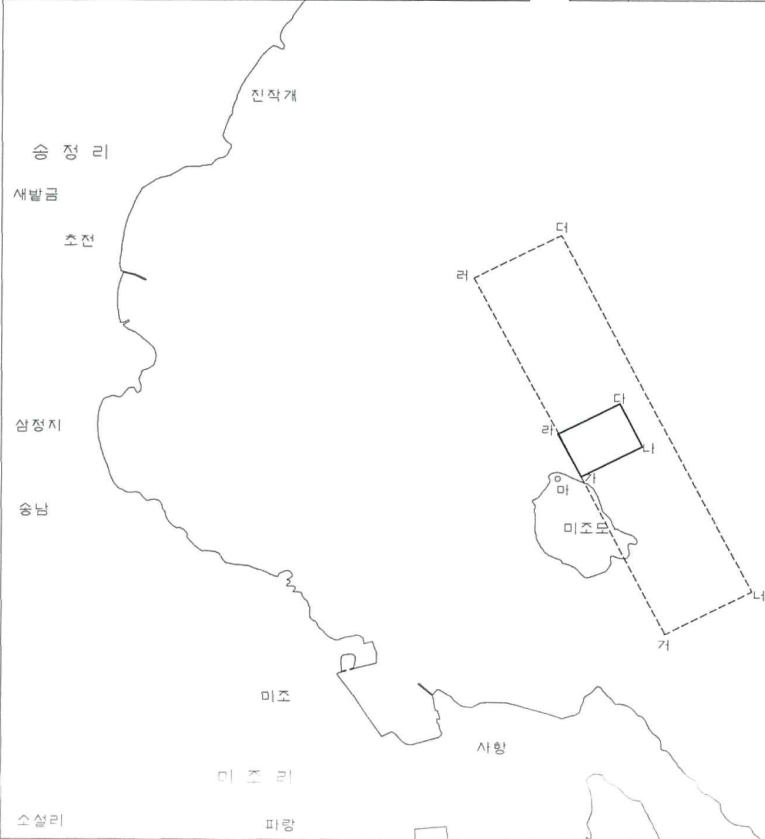 진작개
송 정 리
새밭금
초전
더
러
다
라
나
삼정지
가
마
송남
미조도
너
거
미조
사항
미 조 리
소설리
파랑